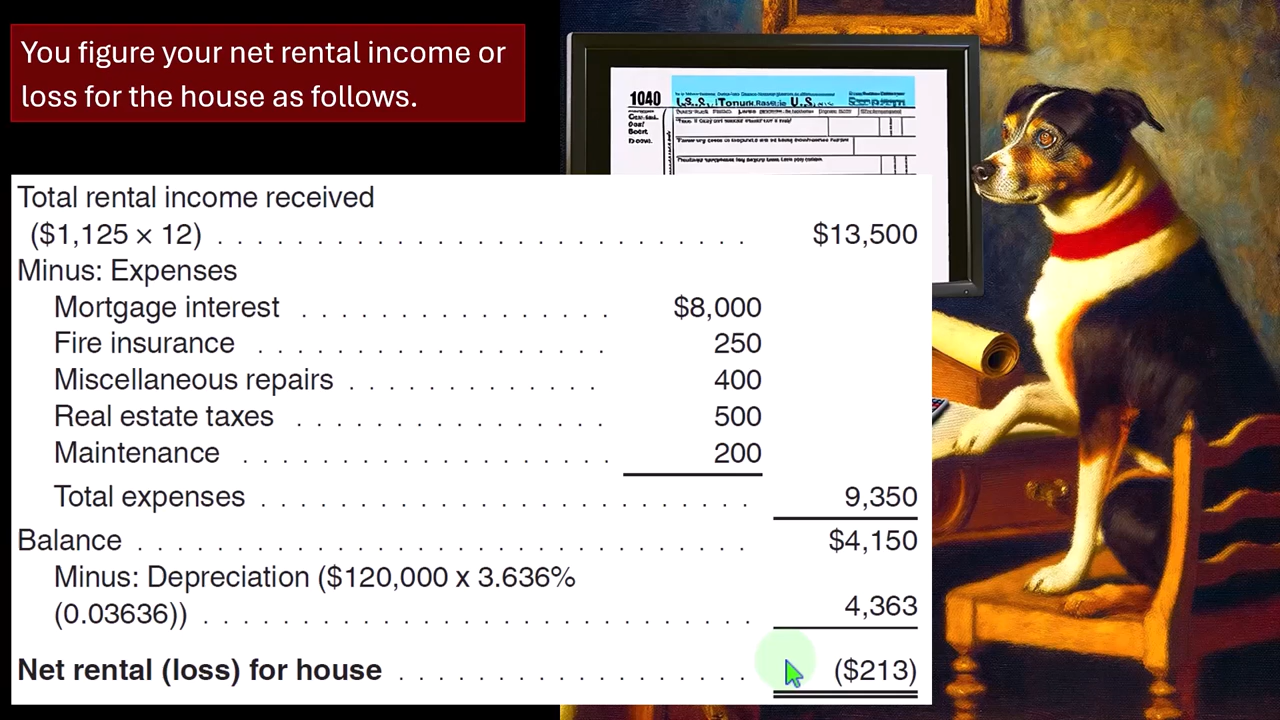 You figure your net rental income or
loss for the house as follows.
1040
Total rental income received
($1,125 × 12) . . . . . . . . . . . . . . . . . . . . . . . . . . . $13,500
Minus: Expenses
Mortgage interest . . . . . . . . . . . . . . . . $8,000
Fire insurance . . . . . . . . . . . . . . . . . . 250
Miscellaneous repairs . . . . . . . . . . . . . 400
Real estate taxes . . . . . . . . . . . . . . . . 500
Maintenance . . . . . . . . . . . . . . . . . . . 200
Total expenses . . . . . . . . . . . . . . . . . . . . . . . . . 9,350
Balance . . . . . . . . . . . . . . . . . . . . . . . . . . . . . . . $4,150
Minus: Depreciation ($120,000 x 3.636%
(0.03636)) . . . . . . . . . . . . . . . . . . . . . . . . . . . . 4,363
Net rental (loss) for house . . . . . . . . . . . . . . . . . . ($213)